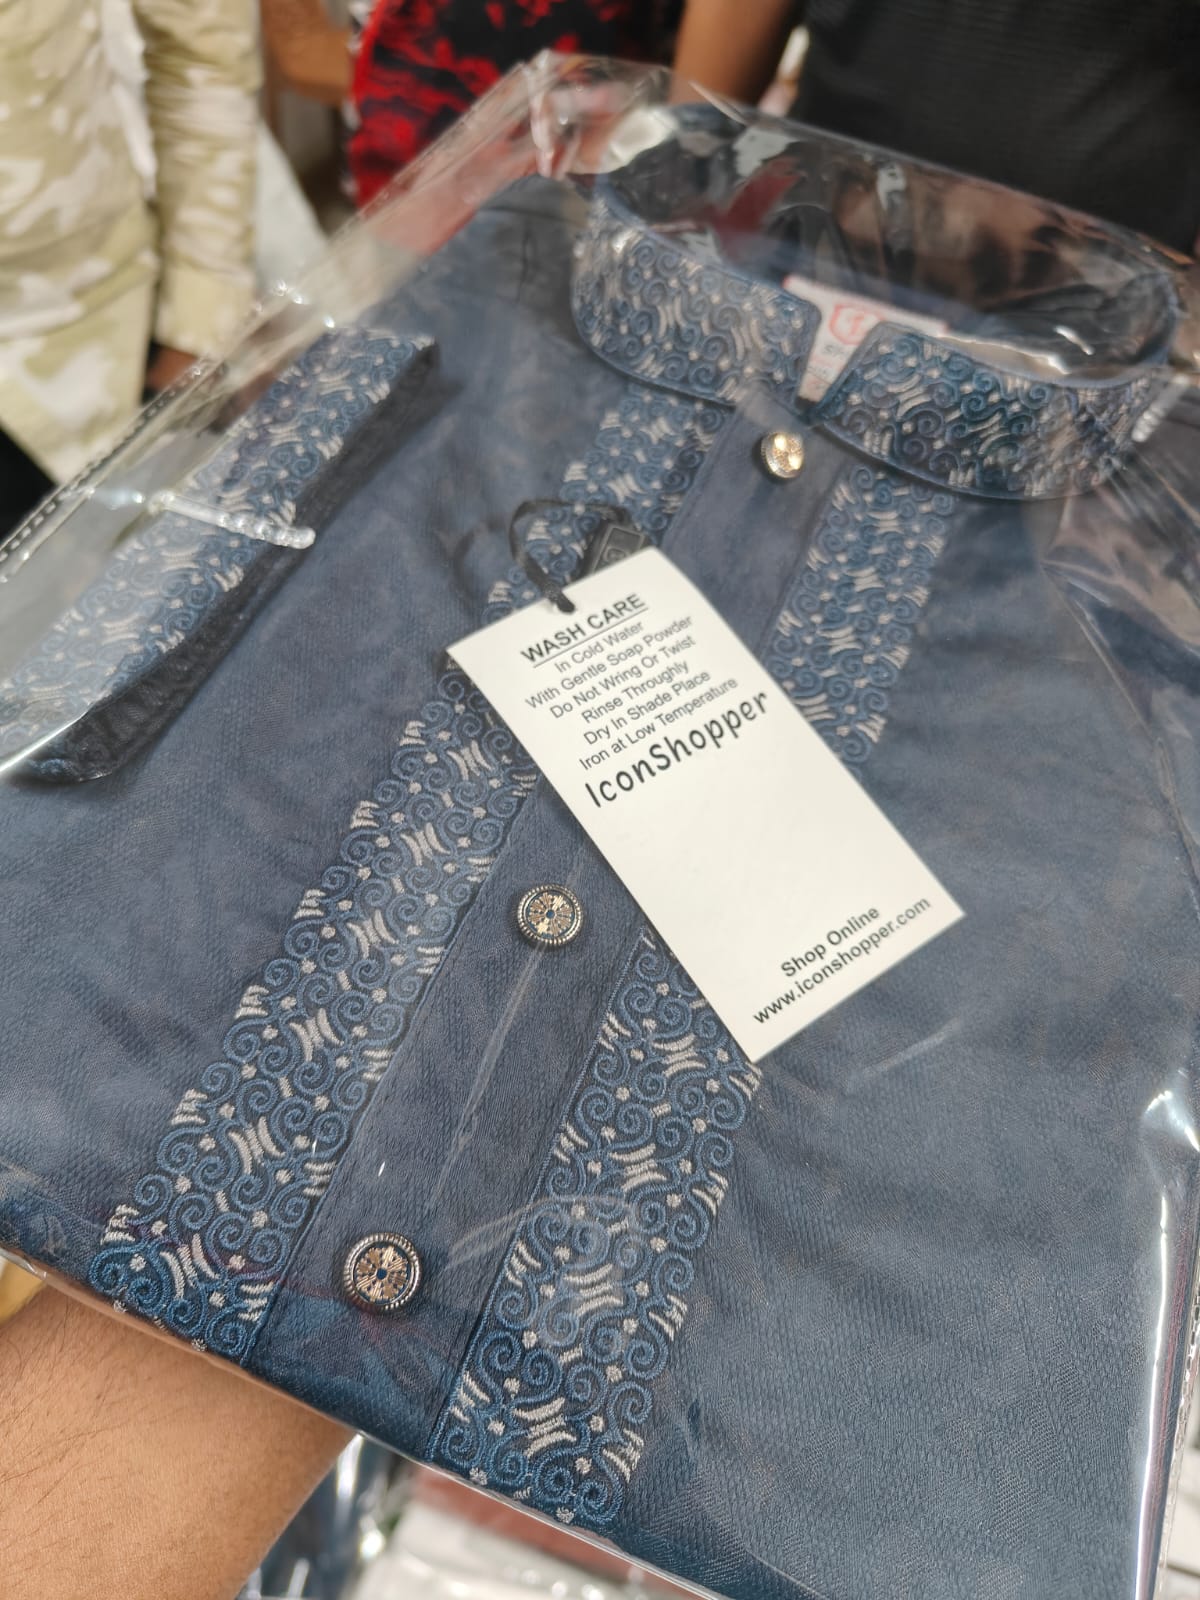 WASH CARE
In Cold Water
With Gentle Soap Powder
Do Not Wring Or Twist
Rinse Throughly
Dry In Shade Place
Iron at Low Temperature
IconShopper
Shop Online
www.iconshopper.com